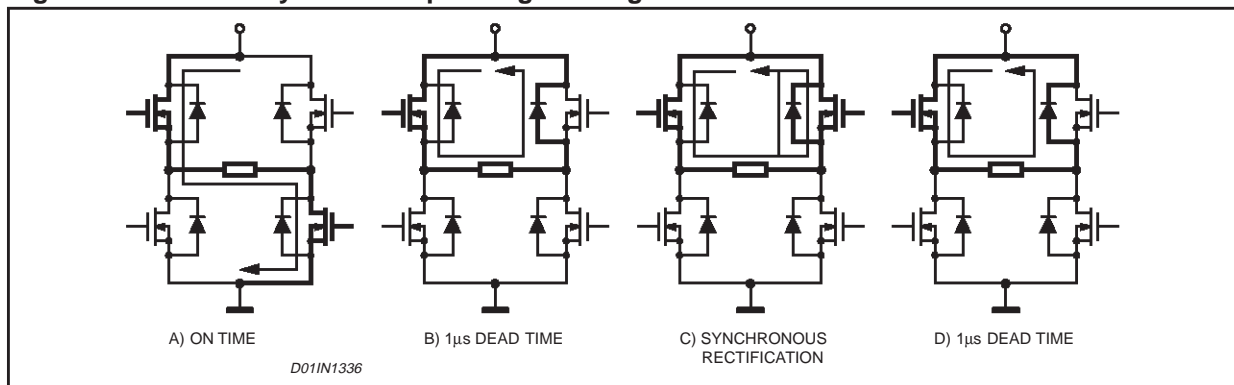 A) ON TIME
B) 1µs DEAD TIME
C) SYNCHRONOUS
RECTIFICATION
D) 1µs DEAD TIME
D01IN1336